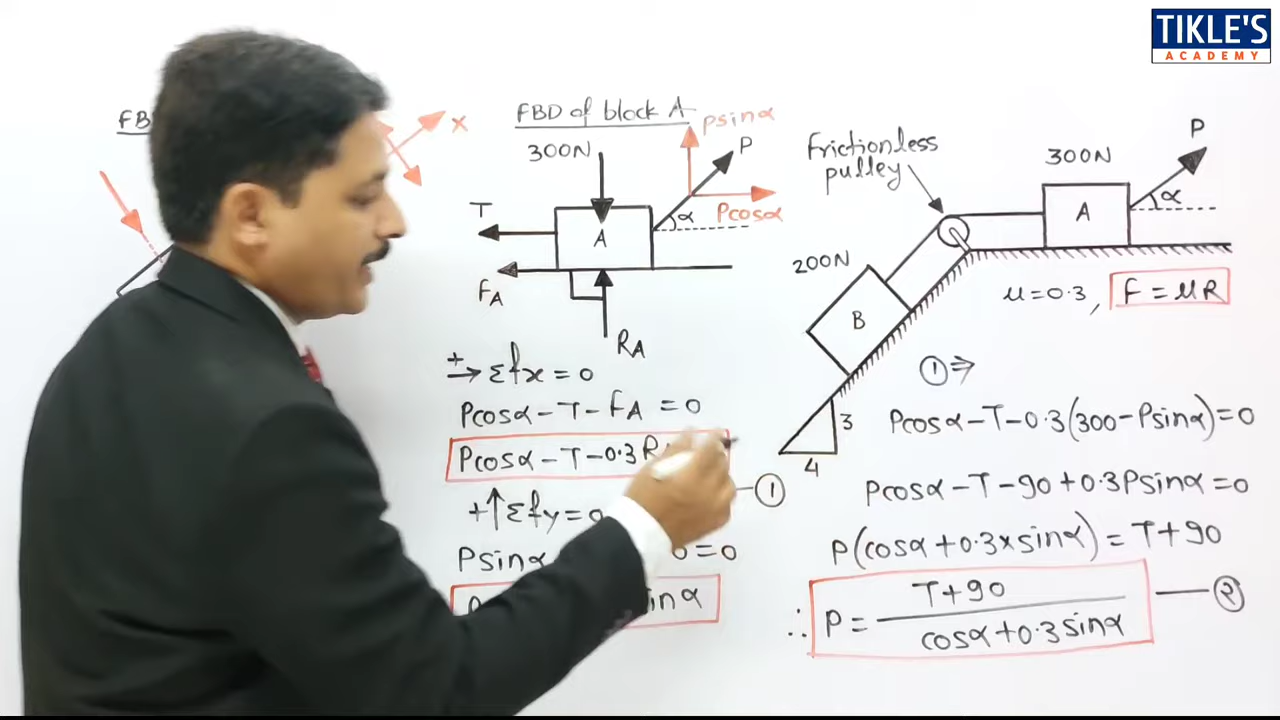 TIKLE'S
ACADEMY
FBD of block A
300N
Psinα
P
Pcosα
α
T
A
FA
RA
X
+→ Σfx = 0
Pcosα - T - FA = 0
Pcosα - T - 0.3
①
+↑Σfy = 0
Psinα
0 = 0
Frictionless
pulley
300N
P
A
α
200N
B
μ = 0.3, F = μR
3
4
① ⇒
Pcosα - T - 0.3(300 - Psinα) = 0
Pcosα - T - 90 + 0.3Psinα = 0
P(cosα + 0.3×sinα) = T + 90
∴ P = T + 90
cosα + 0.3sinα
②